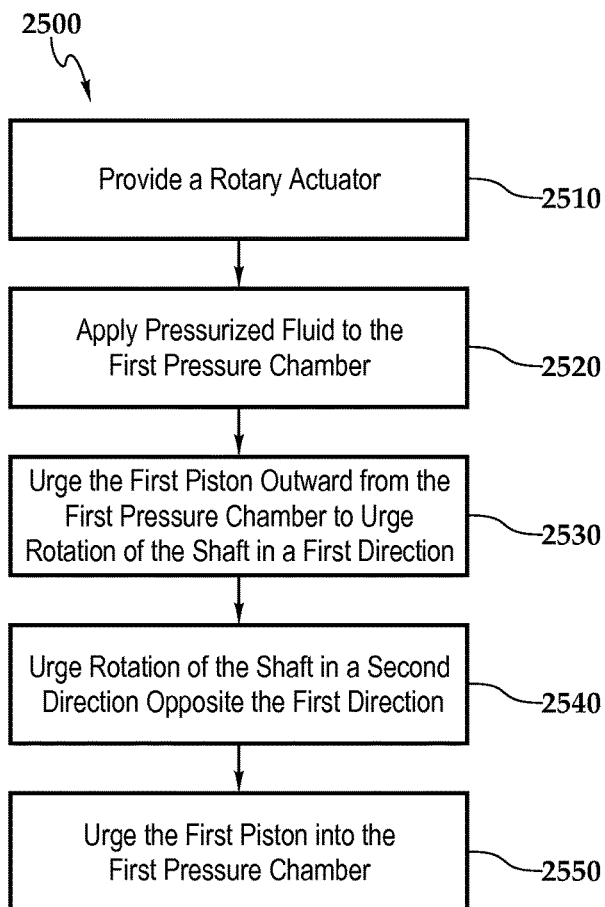 2500
Provide a Rotary Actuator
2510
Apply Pressurized Fluid to the
First Pressure Chamber
2520
Urge the First Piston Outward from the
First Pressure Chamber to Urge
Rotation of the Shaft in a First Direction
2530
Urge Rotation of the Shaft in a Second
Direction Opposite the First Direction
2540
Urge the First Piston into the
First Pressure Chamber
2550